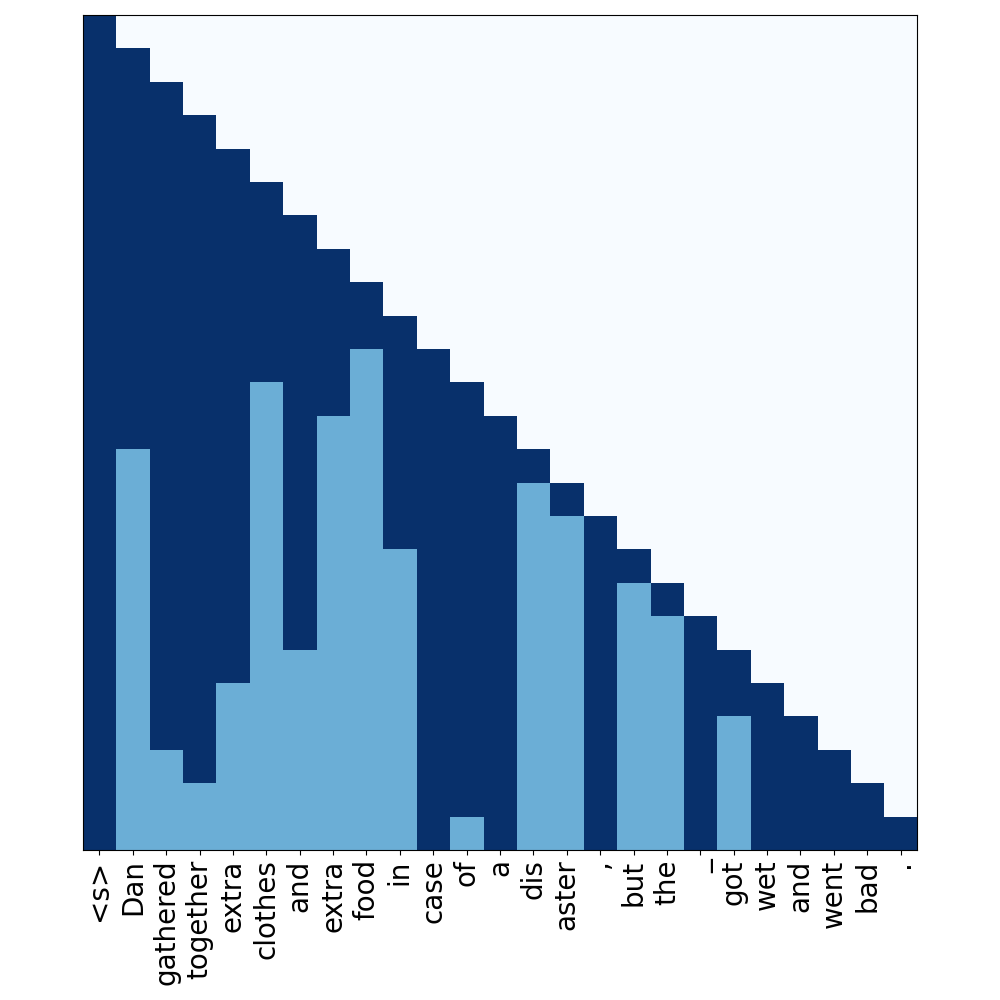 <s>
Dan
gathered
together
extra
clothes
and
extra
food
in
case
of
a
dis
aster
,
but
the
_
got
wet
and
went
bad
.